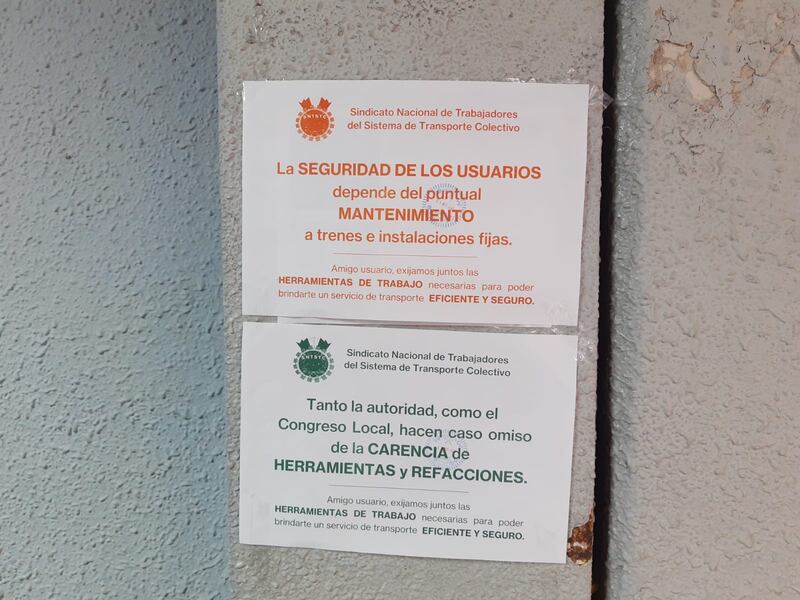 SNTSTC
Sindicato Nacional de Trabajadores
del Sistema de Transporte Colectivo
La SEGURIDAD DE LOS USUARIOS
depende del puntual
MANTENIMIENTO
a trenes e instalaciones fijas.
Amigo usuario, exijamos juntos las
HERRAMIENTAS DE TRABAJO necesarias para poder
brindarte un servicio de transporte EFICIENTE Y SEGURO.
SNTSTC
Sindicato Nacional de Trabajadores
del Sistema de Transporte Colectivo
Tanto la autoridad, como el
Congreso Local, hacen caso omiso
de la CARENCIA de
HERRAMIENTAS y REFACCIONES.
Amigo usuario, exijamos juntos las
HERRAMIENTAS DE TRABAJO necesarias para poder
brindarte un servicio de transporte EFICIENTE Y SEGURO.